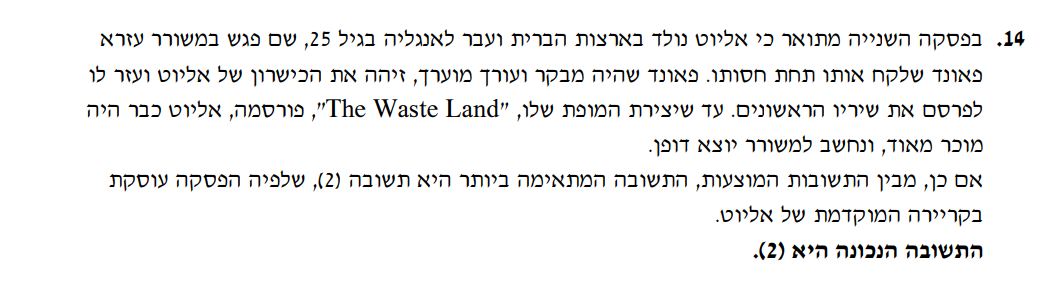 14. בפסקה השנייה מתואר כי אליוט נולד בארצות הברית ועבר לאנגליה בגיל 25, שם פגש במשורר עזרא
פאונד שלקח אותו תחת חסותו. פאונד שהיה מבקר ועורך מוערך, זיהה את הכישרון של אליוט ועזר לו
לפרסם את שיריו הראשונים. עד שיצירת המופת שלו, "The Waste Land", פורסמה, אליוט כבר היה
מוכר מאוד, ונחשב למשורר יוצא דופן.
אם כן, מבין התשובות המוצעות, התשובה המתאימה ביותר היא תשובה (2), שלפיה הפסקה עוסקת
בקריירה המוקדמת של אליוט.
התשובה הנכונה היא (2).